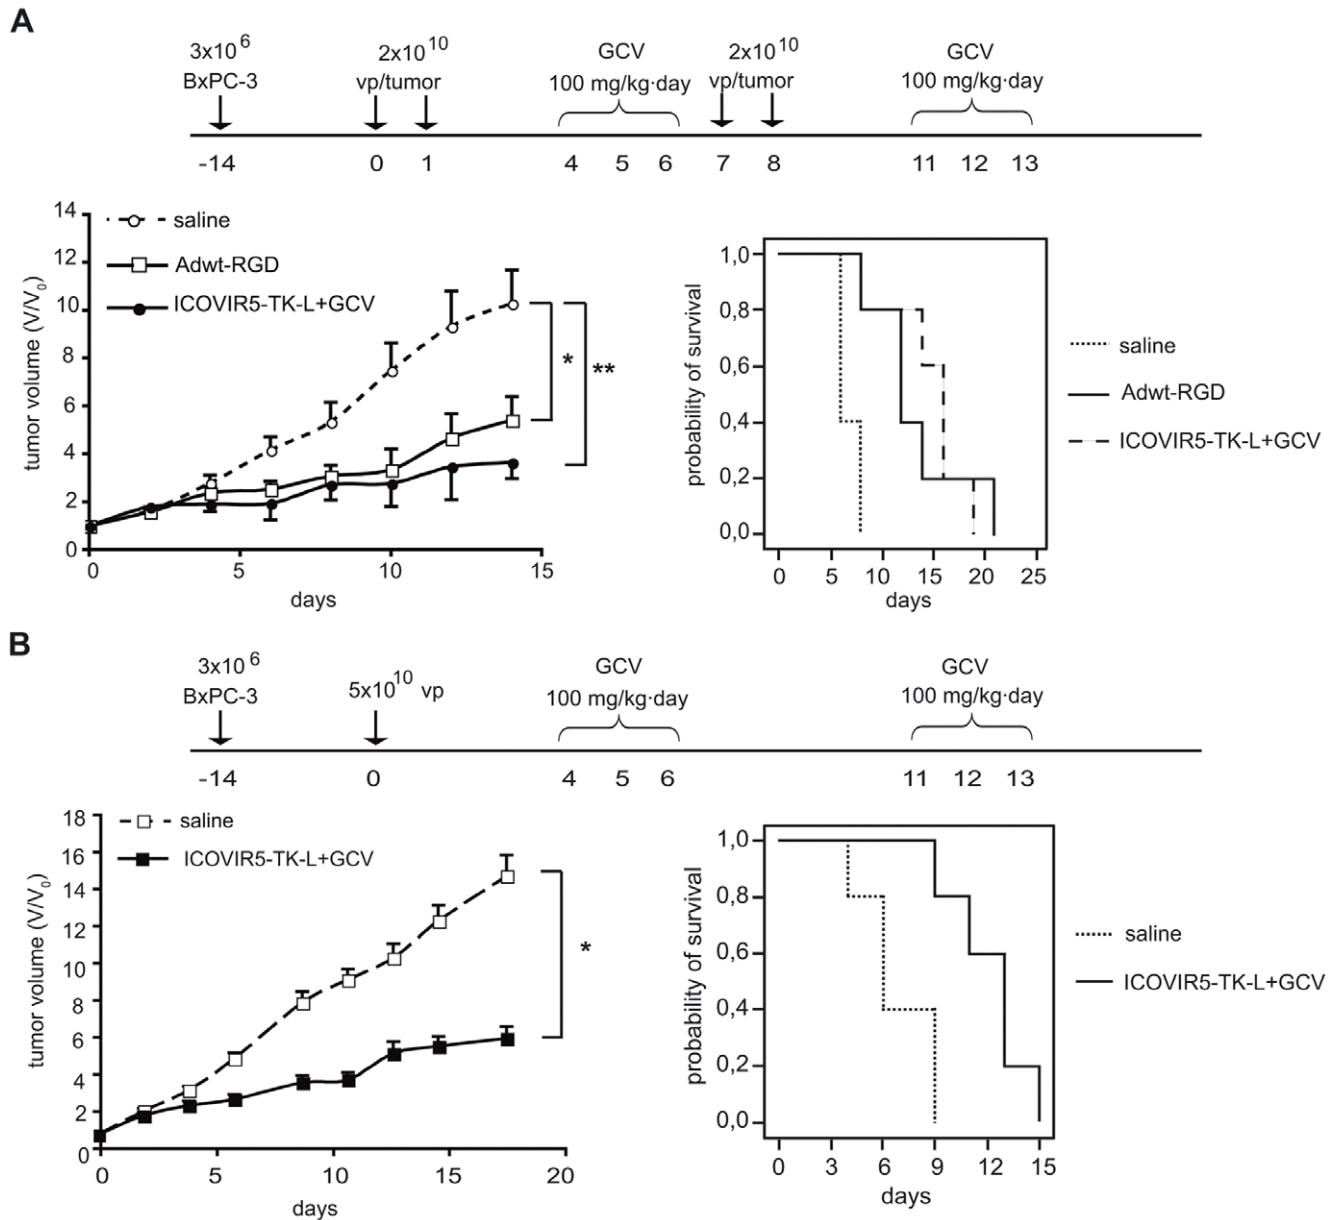 A
3x10^6
BxPC-3
2x10^10
vp/tumor
GCV
100 mg/kg·day
2x10^10
vp/tumor
GCV
100 mg/kg·day
-14 0 1 4 5 6 7 8 11 12 13
tumor volume (V/V₀)
14
12
10
8
6
4
2
0
saline
Adwt-RGD
ICOVIR5-TK-L+GCV
*
**
0 5 10 15
days
probability of survival
1,0
0,8
0,6
0,4
0,2
0,0
0 5 10 15 20 25
days
saline
Adwt-RGD
ICOVIR5-TK-L+GCV
B
3x10^6
BxPC-3
5x10^10 vp
GCV
100 mg/kg·day
GCV
100 mg/kg·day
-14 0 4 5 6 11 12 13
tumor volume (V/V₀)
18
16
14
12
10
8
6
4
2
0
saline
ICOVIR5-TK-L+GCV
*
0 5 10 15 20
days
probability of survival
1,0
0,8
0,6
0,4
0,2
0,0
0 3 6 9 12 15
days
saline
ICOVIR5-TK-L+GCV